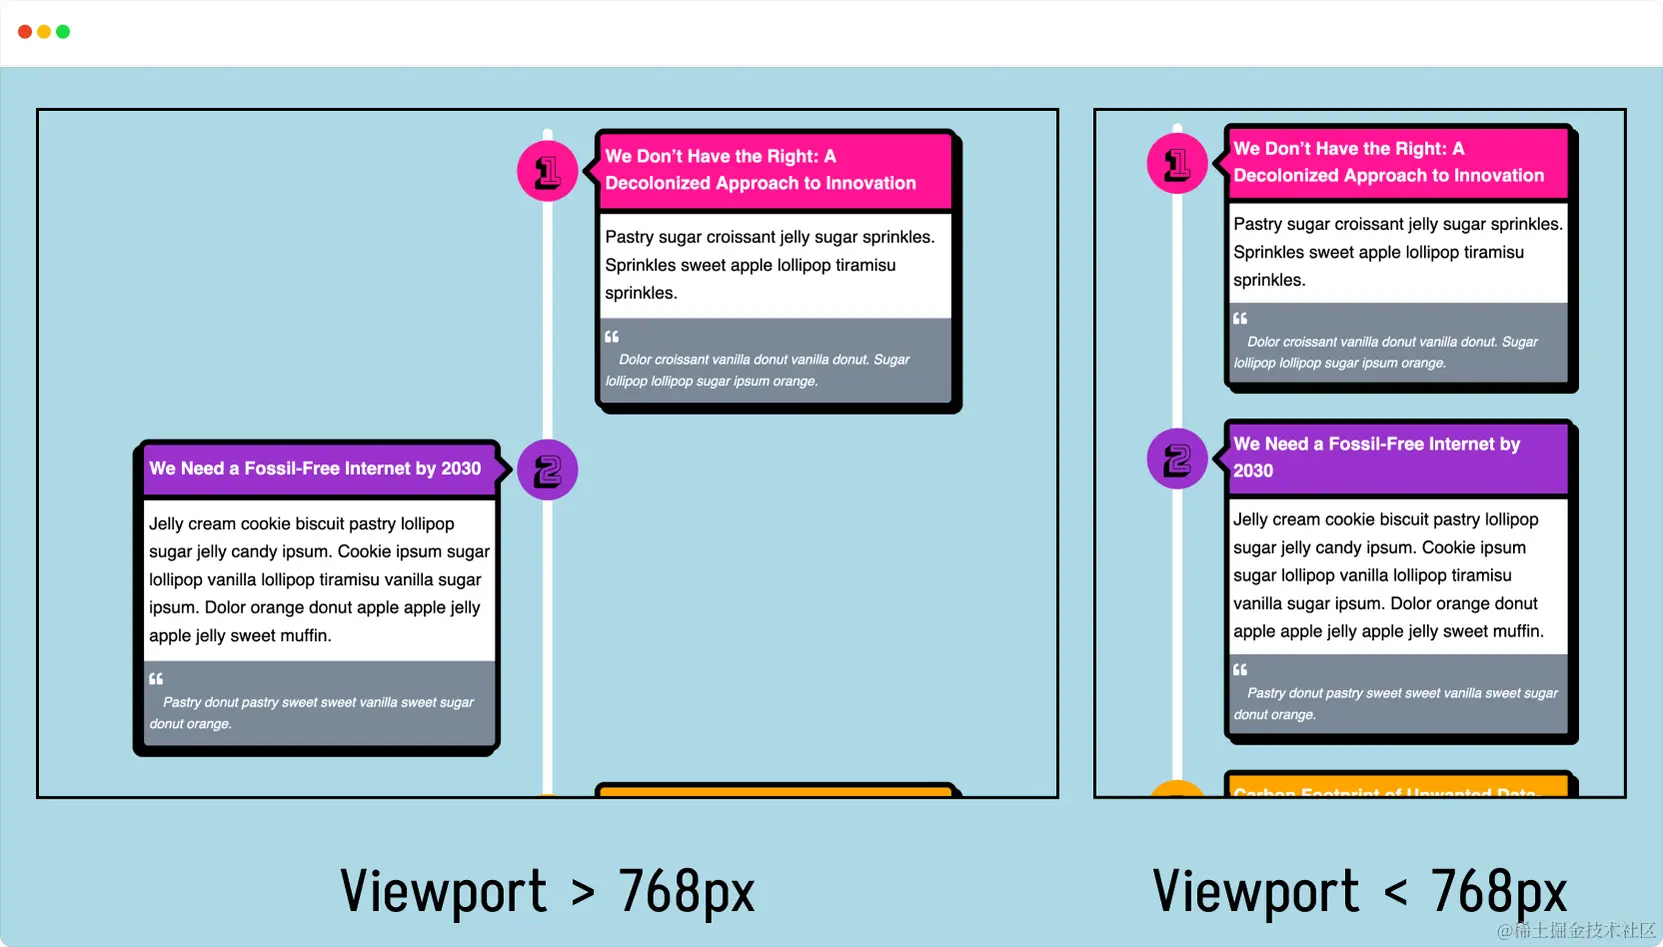 1
We Don’t Have the Right: A
Decolonized Approach to Innovation
Pastry sugar croissant jelly sugar sprinkles.
Sprinkles sweet apple lollipop tiramisu
sprinkles.
“
Dolor croissant vanilla donut vanilla donut. Sugar
lollipop lollipop sugar ipsum orange.
We Need a Fossil-Free Internet by 2030
2
Jelly cream cookie biscuit pastry lollipop
sugar jelly candy ipsum. Cookie ipsum sugar
lollipop vanilla lollipop tiramisu vanilla sugar
ipsum. Dolor orange donut apple apple jelly
apple jelly sweet muffin.
“
Pastry donut pastry sweet sweet vanilla sweet sugar
donut orange.
Viewport > 768px
1
We Don’t Have the Right: A
Decolonized Approach to Innovation
Pastry sugar croissant jelly sugar sprinkles.
Sprinkles sweet apple lollipop tiramisu
sprinkles.
“
Dolor croissant vanilla donut vanilla donut. Sugar
lollipop lollipop sugar ipsum orange.
2
We Need a Fossil-Free Internet by
2030
Jelly cream cookie biscuit pastry lollipop
sugar jelly candy ipsum. Cookie ipsum
sugar lollipop vanilla lollipop tiramisu
vanilla sugar ipsum. Dolor orange donut
apple apple jelly apple jelly sweet muffin.
“
Pastry donut pastry sweet sweet vanilla sweet sugar
donut orange.
Carbon Footprint of Unwanted Data-
Viewport < 768px
@稀土掘金技术社区